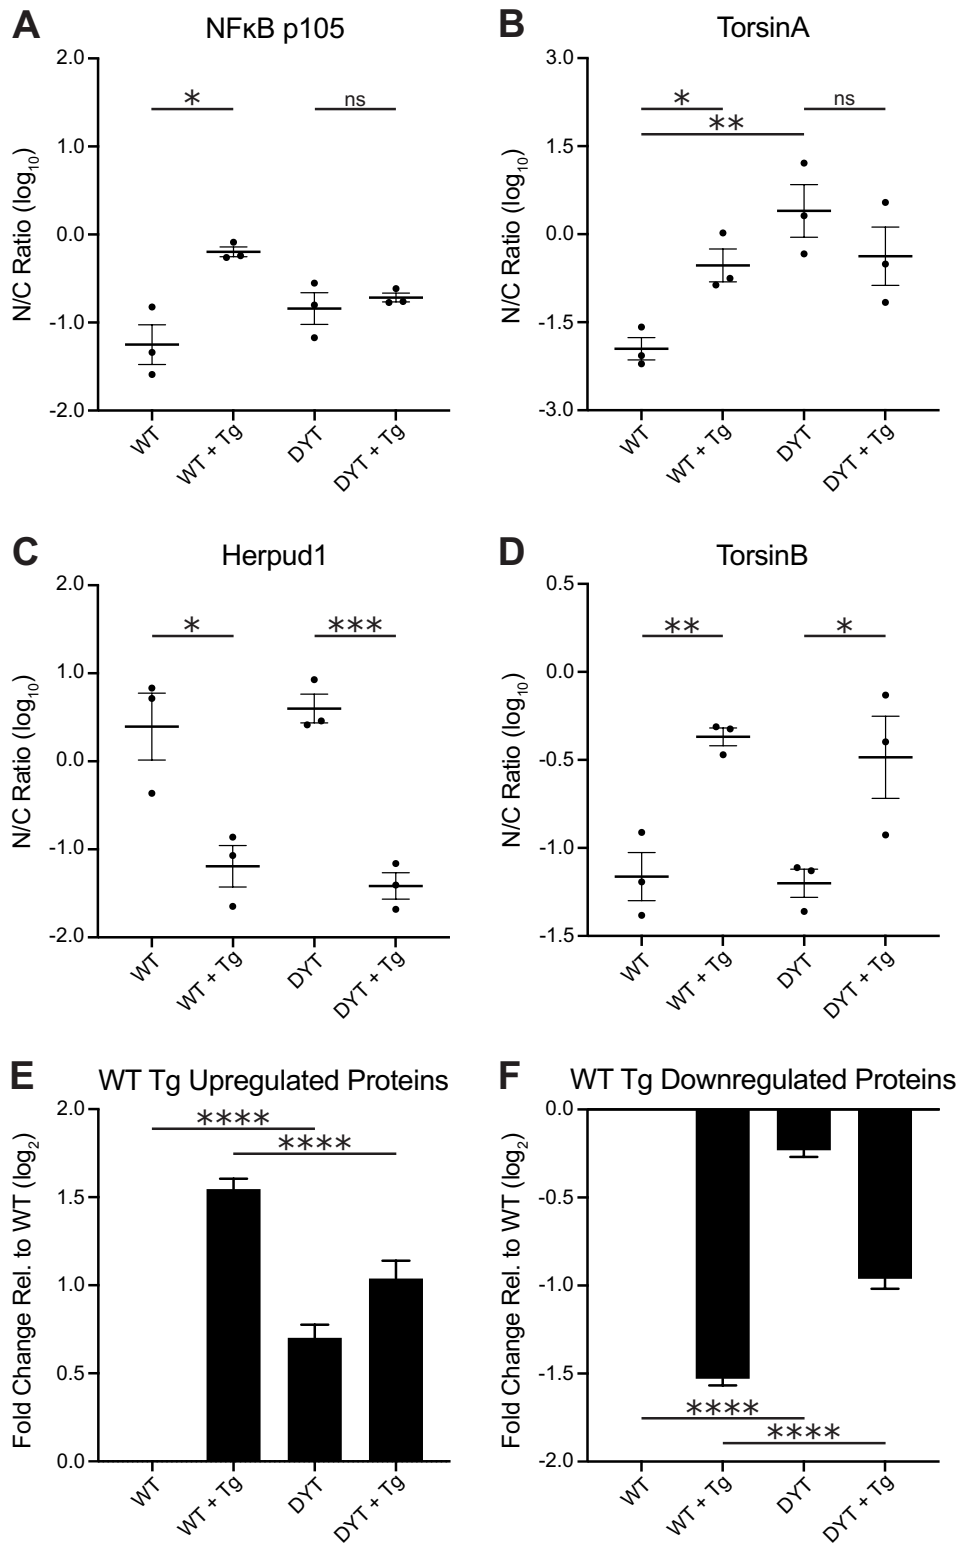 A
NFκB p105
N/C Ratio (log10)
2.0
1.0
0.0
-1.0
-2.0
*
ns
WT
WT + Tg
DYT
DYT + Tg
B
TorsinA
N/C Ratio (log10)
3.0
1.5
0.0
-1.5
-3.0
*
ns
**
WT
WT + Tg
DYT
DYT + Tg
C
Herpud1
N/C Ratio (log10)
2.0
1.0
0.0
-1.0
-2.0
*
***
WT
WT + Tg
DYT
DYT + Tg
D
TorsinB
N/C Ratio (log10)
0.5
0.0
-0.5
-1.0
-1.5
**
*
WT
WT + Tg
DYT
DYT + Tg
E
WT Tg Upregulated Proteins
Fold Change Rel. to WT (log2)
2.0
1.5
1.0
0.5
0.0
****
****
WT
WT + Tg
DYT
DYT + Tg
F
WT Tg Downregulated Proteins
Fold Change Rel. to WT (log2)
0.0
-0.5
-1.0
-1.5
-2.0
****
****
WT
WT + Tg
DYT
DYT + Tg